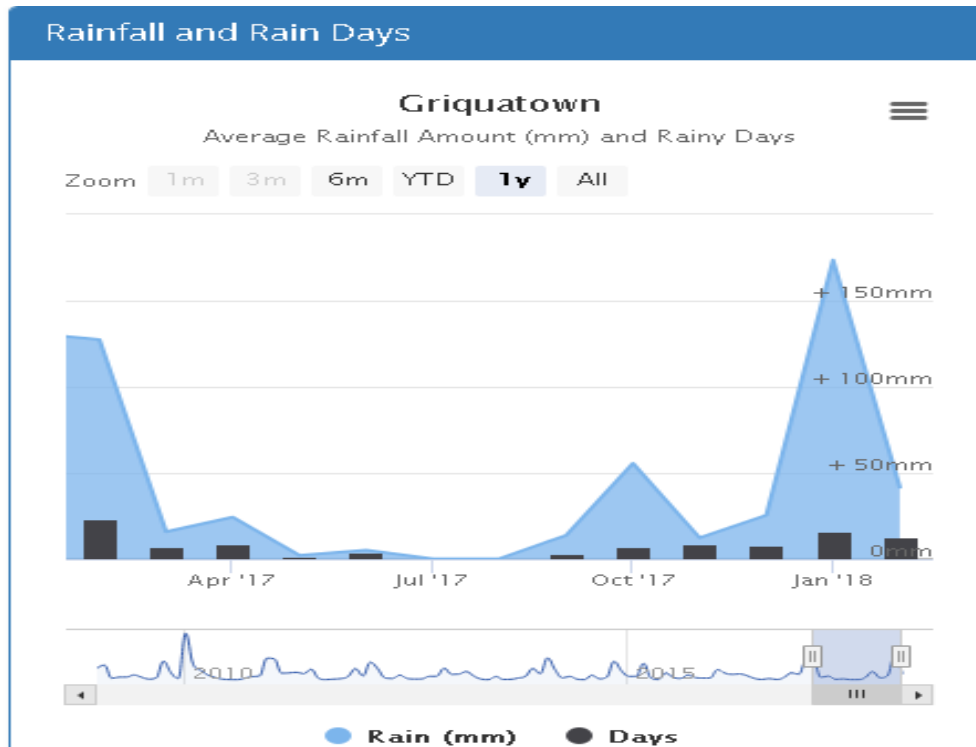 Rainfall and Rain Days
Griquatown
Average Rainfall Amount (mm) and Rainy Days
Zoom 1m 3m 6m YTD 1y All
+ 150mm
+ 100mm
+ 50mm
0mm
Apr '17 Jul '17 Oct '17 Jan '18
2010 2015
Rain (mm) Days